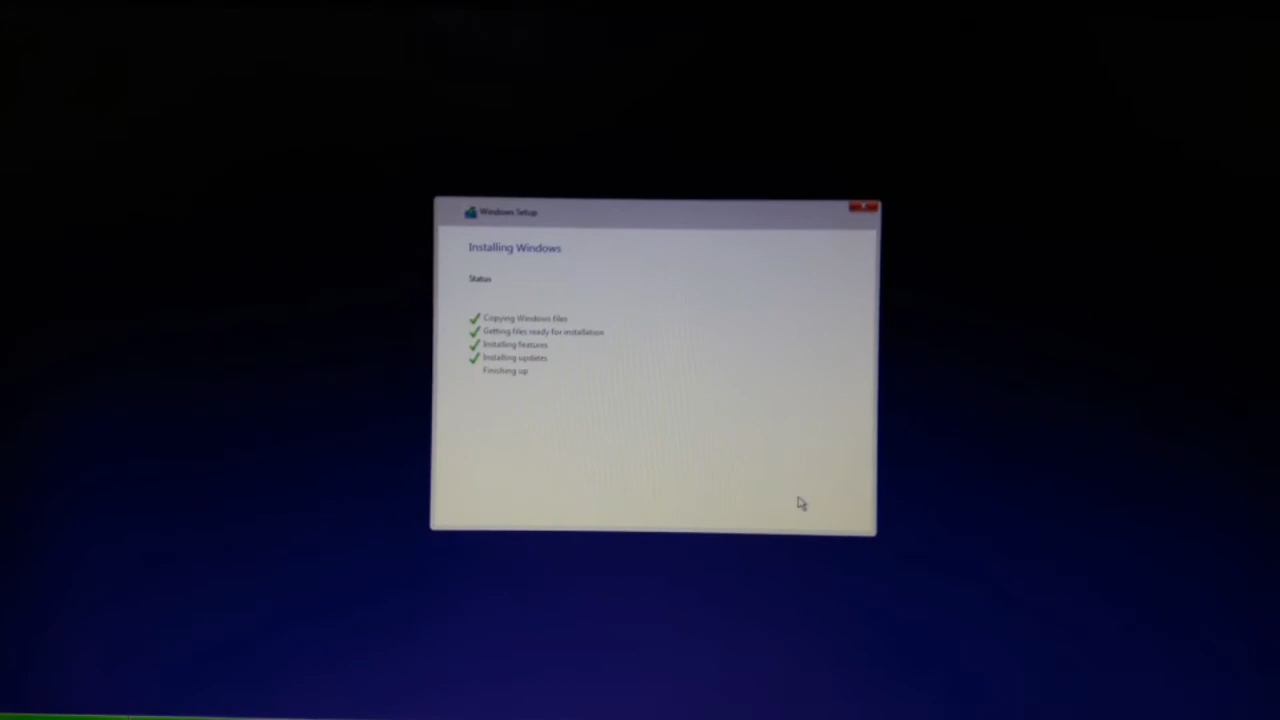 Windows Setup
Installing Windows
Status
Copying Windows files
Getting files ready for installation
Installing features
Installing updates
Finishing up